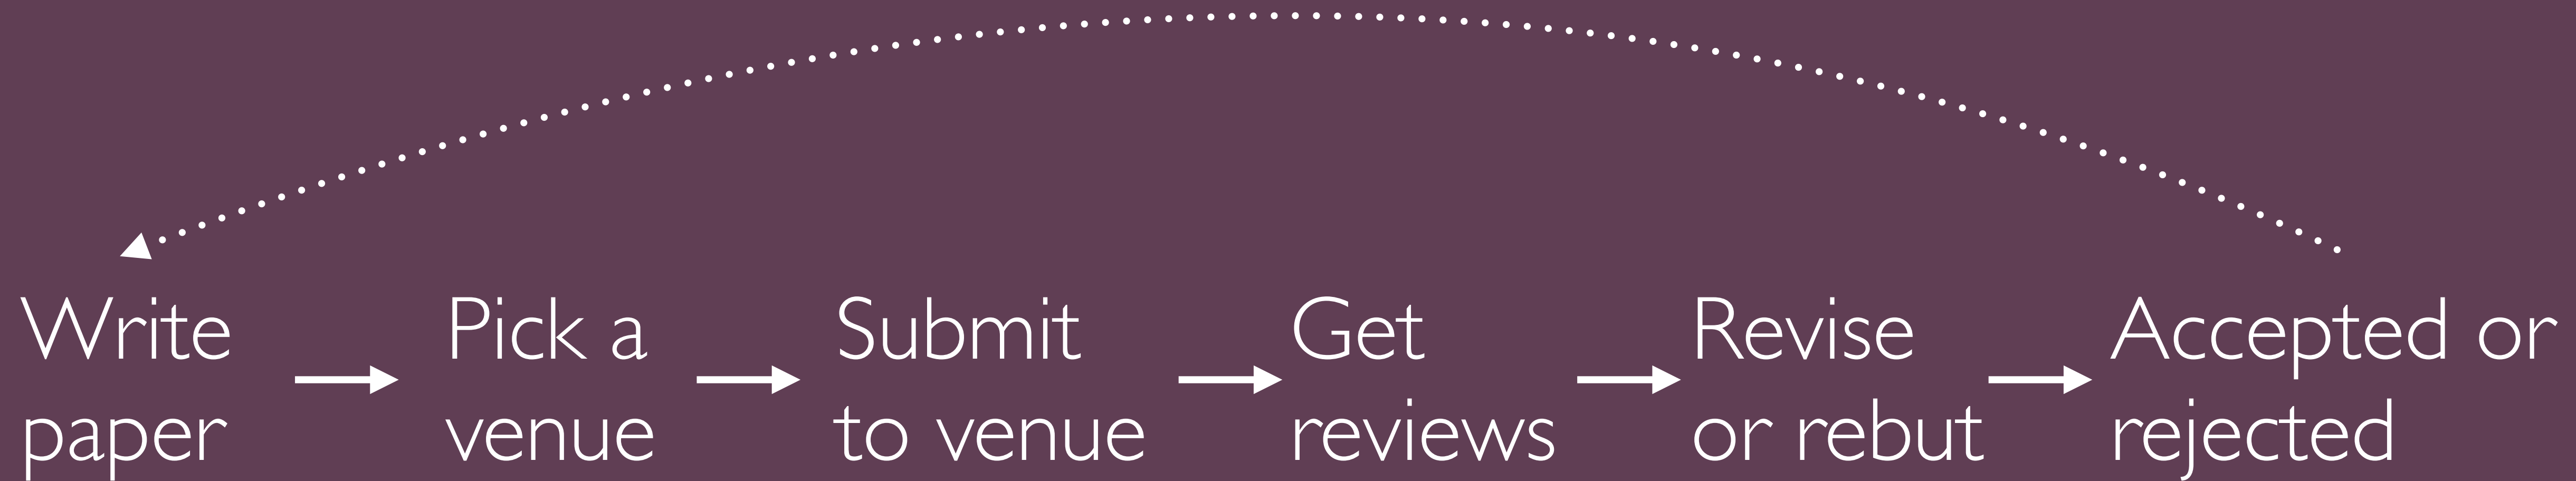 Write
paper
Pick a
venue
Submit
to venue
Get
reviews
Revise
or rebut
Accepted or
rejected